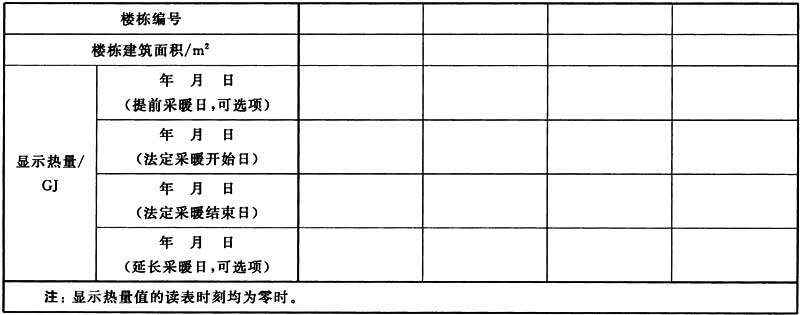 楼栋编号
楼栋建筑面积/m²
显示热量/
GJ
年 月 日
(提前采暖日,可选项)
年 月 日
(法定采暖开始日)
年 月 日
(法定采暖结束日)
年 月 日
(延长采暖日,可选项)
注:显示热量值的读表时刻均为零时。